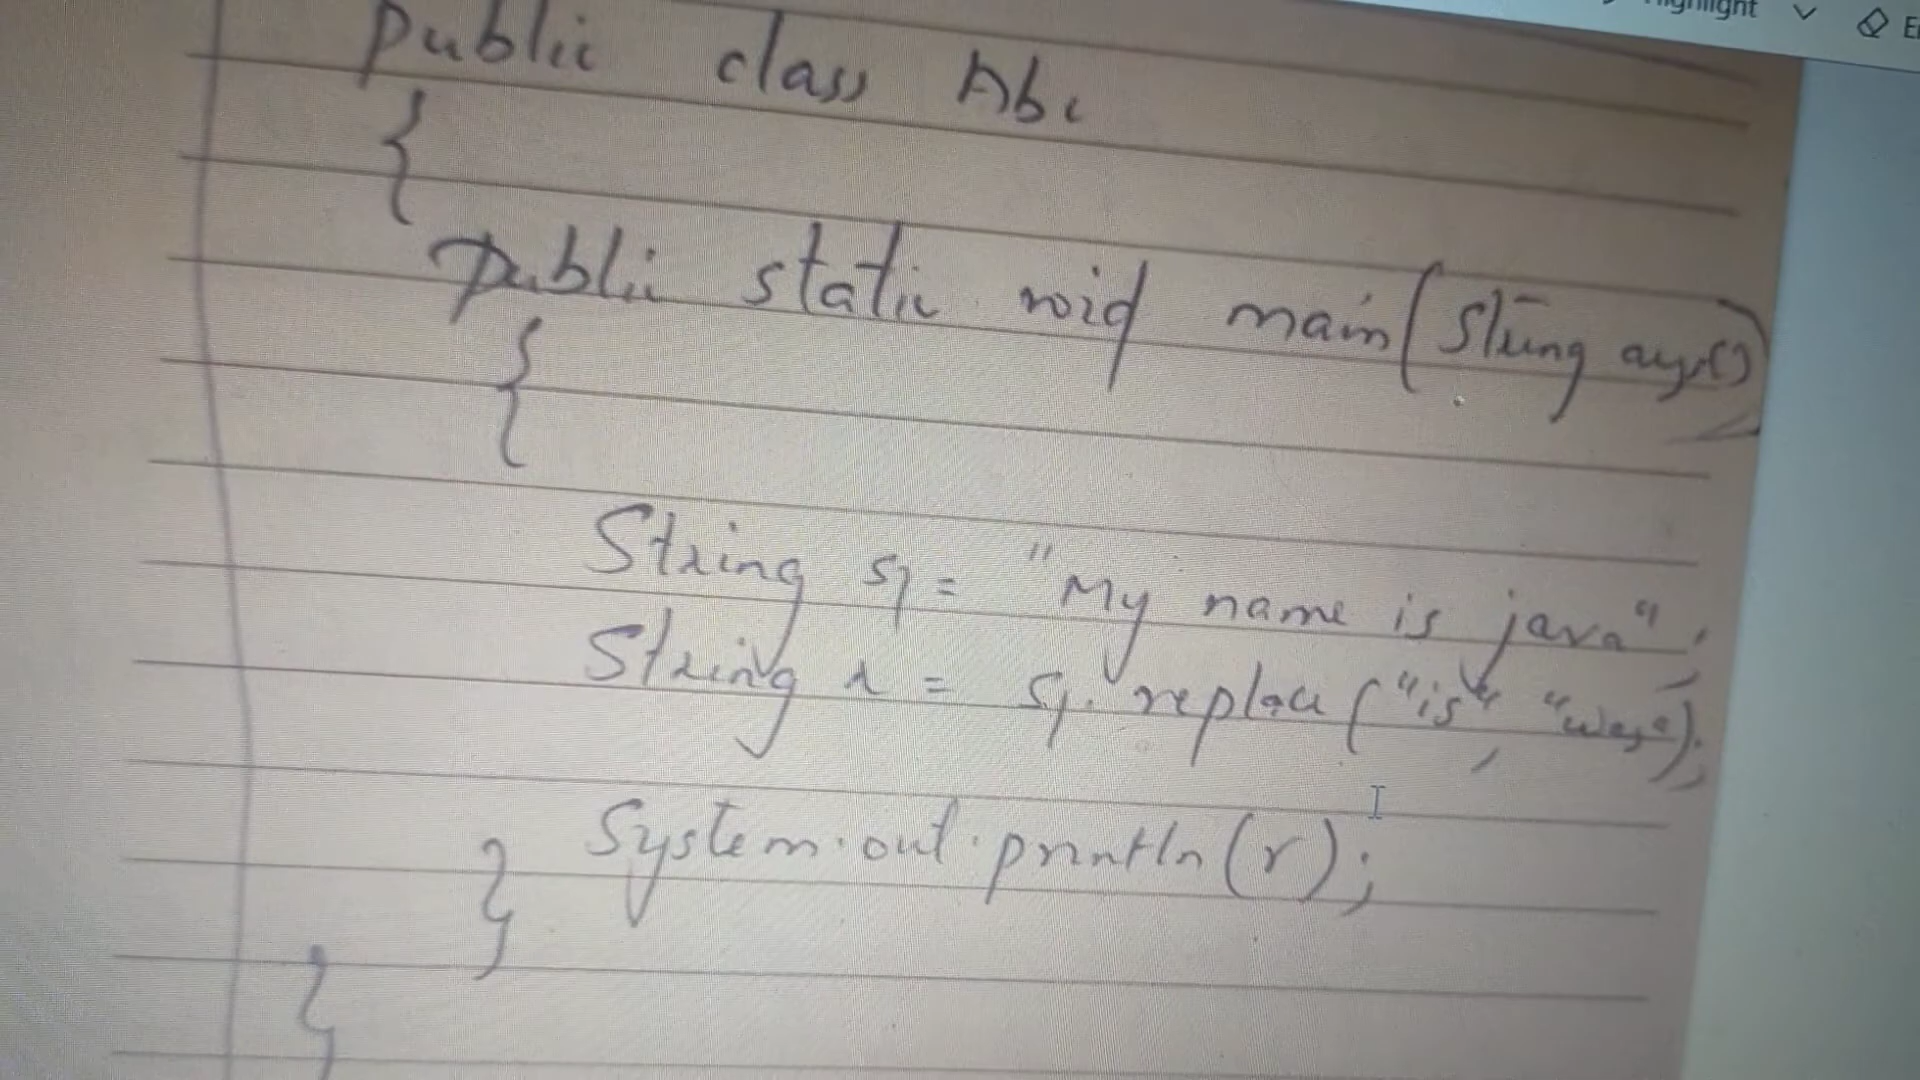 Highlight
public class Abc
{
public static void main(String args[])
{
String s1 = "My name is java";
String r = s1.replace("is", "was");
System.out.println(r);
}
}